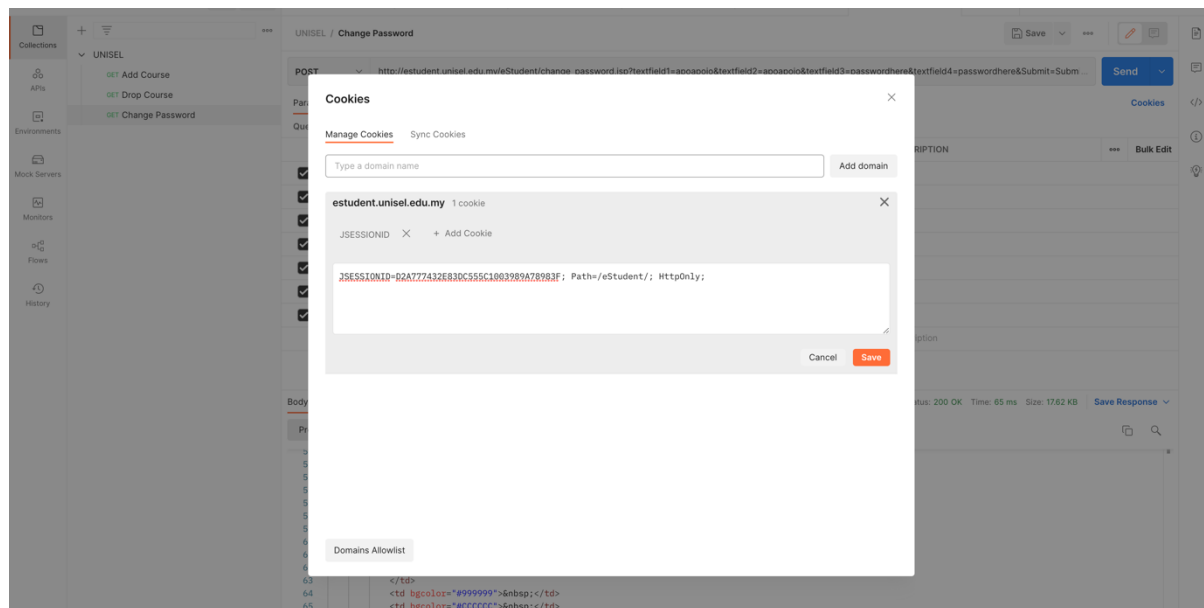 Collections
APIs
Environments
Mock Servers
Monitors
Flows
History
UNISEL
GET Add Course
GET Drop Course
GET Change Password
UNISEL / Change Password
Save
POST
http://estudent.unisel.edu.my/eStudent/change_password.jsp?textfield1=apoapoio&textfield2=apoapoio&textfield3=passwordhere&textfield4=passwordhere&Submit=Subm...
Send
Cookies
Bulk Edit
Cookies
Manage Cookies Sync Cookies
Type a domain name
Add domain
estudent.unisel.edu.my 1 cookie
JSESSIONID
+ Add Cookie
JSESSIONID=D2A777432E83DC555C1003989A78983F; Path=/eStudent/; HttpOnly;
Cancel
Save
Domains Allowlist
Body
200 OK Time: 65 ms Size: 17.62 KB Save Response
63 </td>
64 <td bgcolor="#999999">&nbsp;</td>
65 <td bgcolor="#CCCCCC">&nbsp;</td>